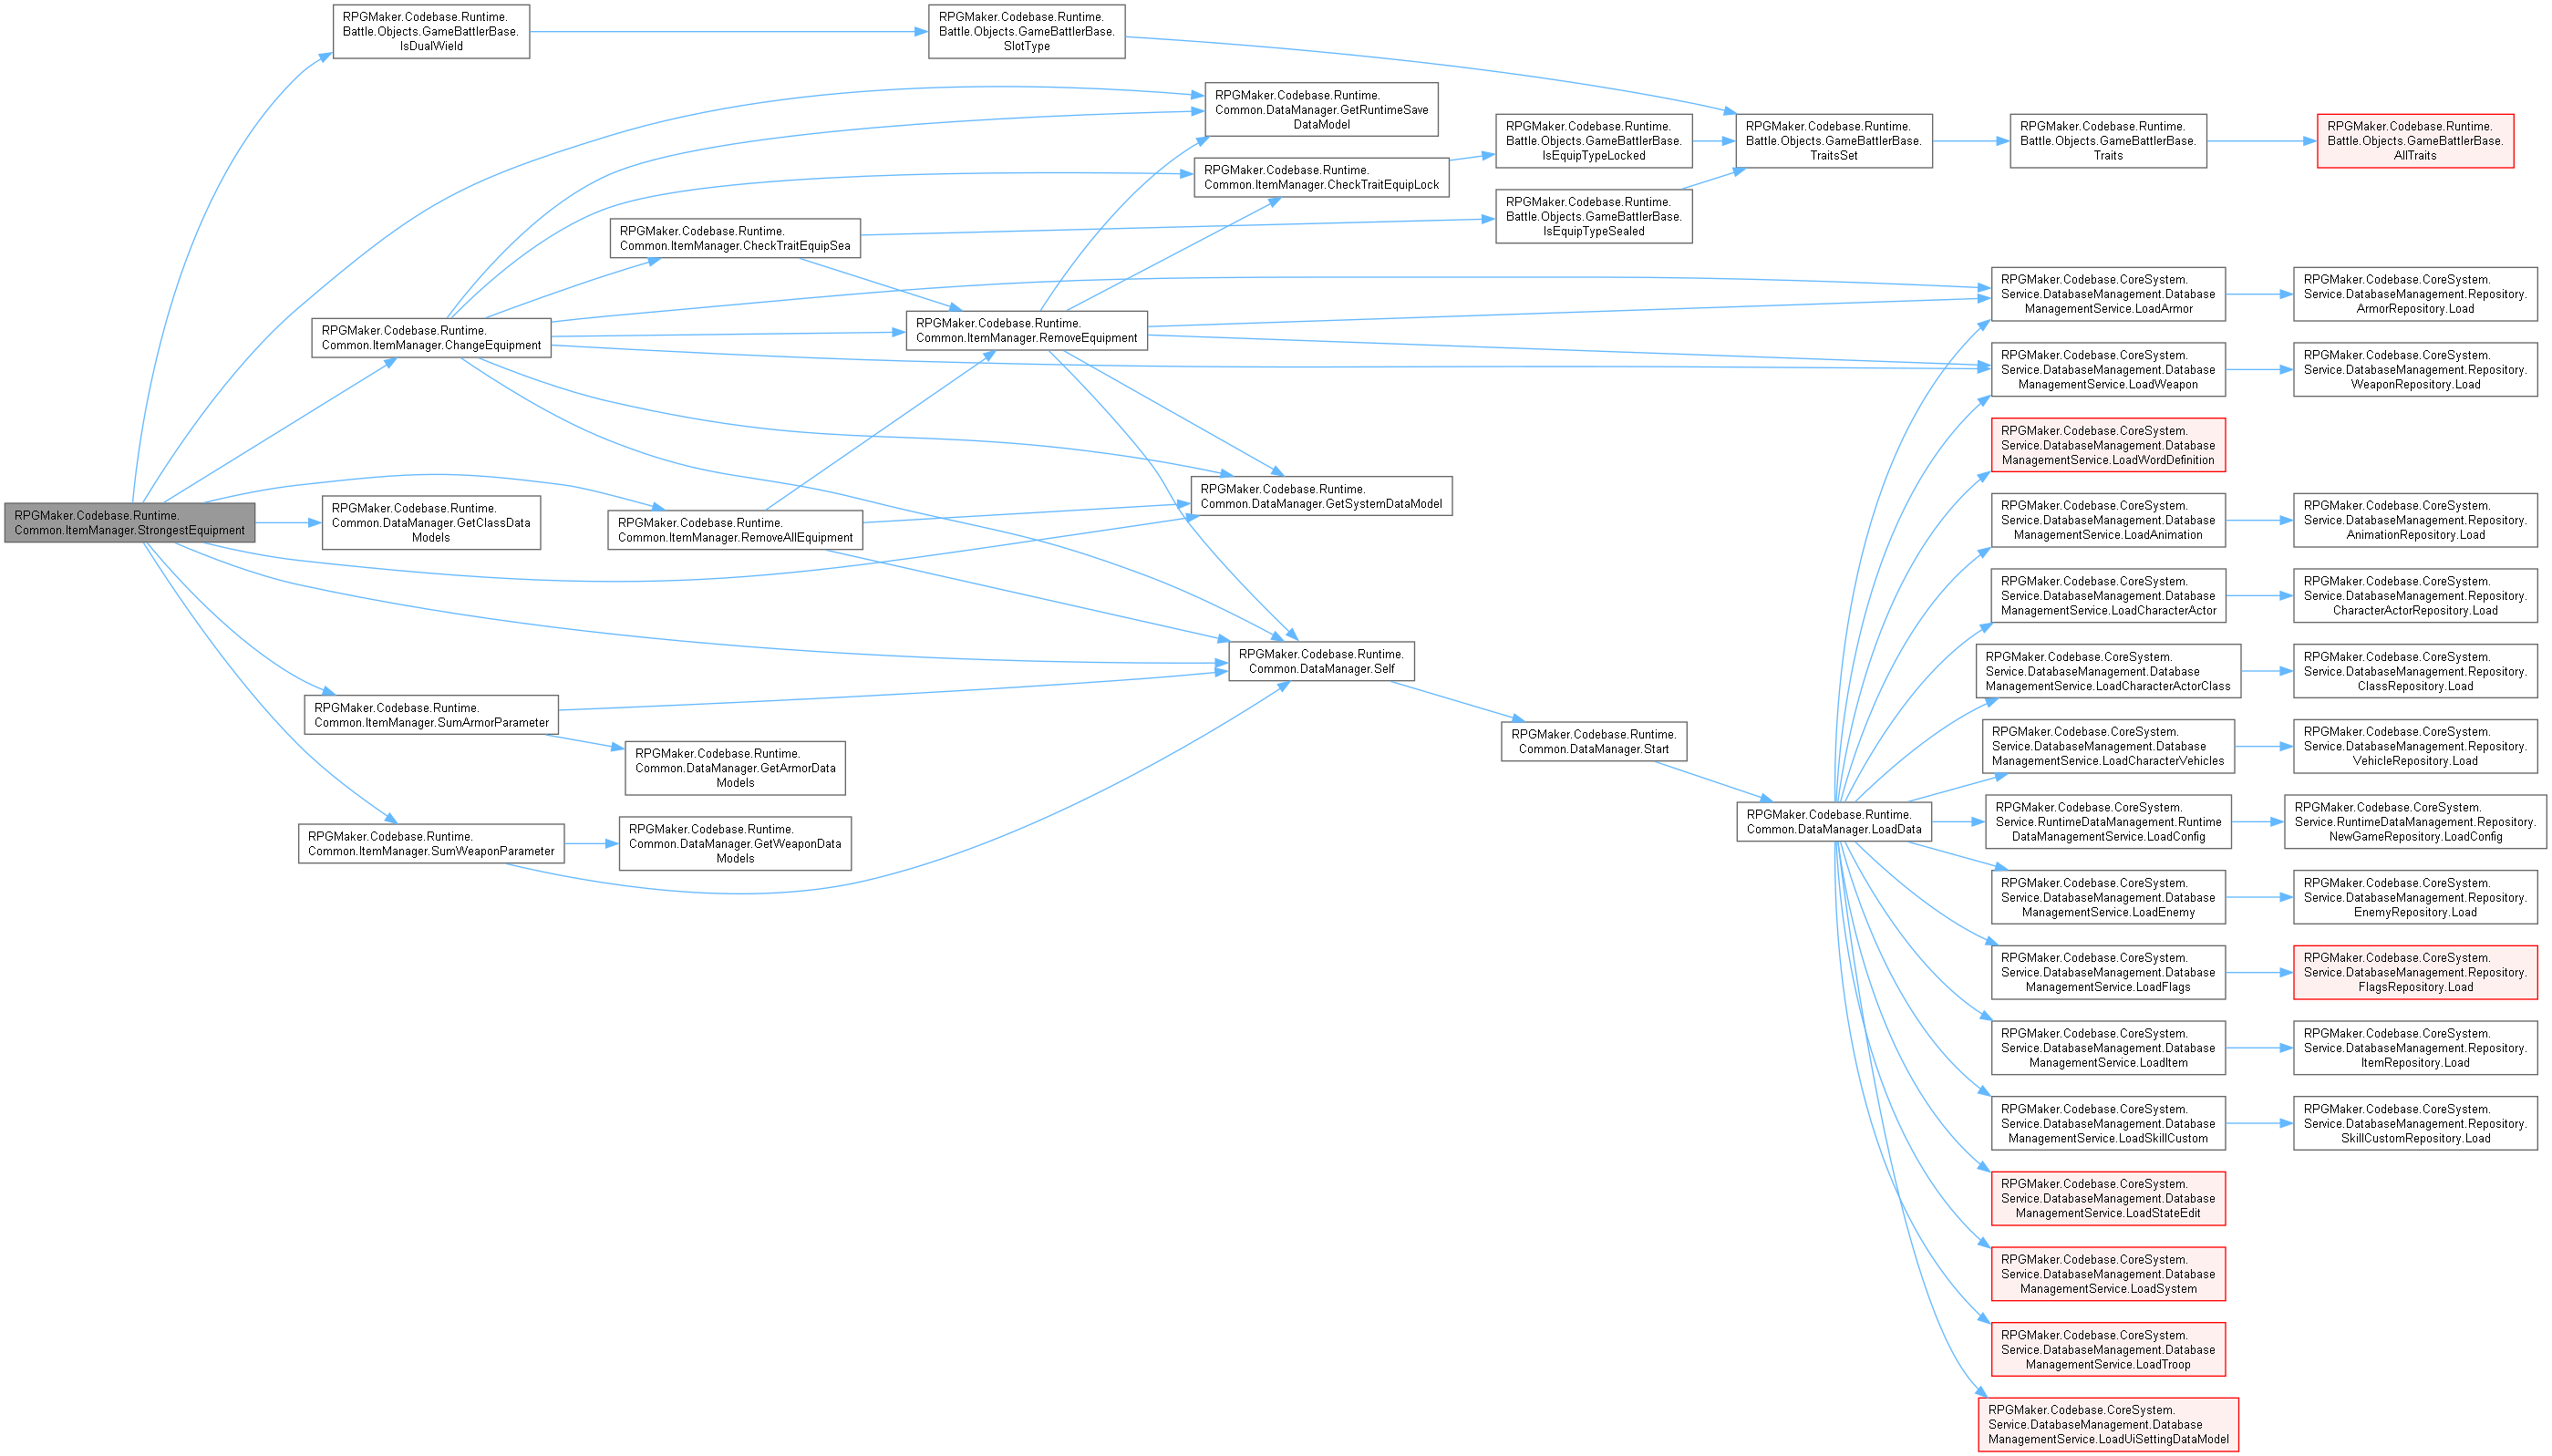 RPGMaker.Codebase.Runtime.
Common.ItemManager.StrongestEquipment
RPGMaker.Codebase.Runtime.
Battle.Objects.GameBattlerBase.
IsDualWield
RPGMaker.Codebase.Runtime.
Battle.Objects.GameBattlerBase.
SlotType
RPGMaker.Codebase.Runtime.
Common.DataManager.GetRuntimeSave
DataModel
RPGMaker.Codebase.Runtime.
Common.ItemManager.CheckTraitEquipLock
RPGMaker.Codebase.Runtime.
Battle.Objects.GameBattlerBase.
IsEquipTypeLocked
RPGMaker.Codebase.Runtime.
Battle.Objects.GameBattlerBase.
TraitsSet
RPGMaker.Codebase.Runtime.
Battle.Objects.GameBattlerBase.
Traits
RPGMaker.Codebase.Runtime.
Battle.Objects.GameBattlerBase.
AllTraits
RPGMaker.Codebase.Runtime.
Common.ItemManager.CheckTraitEquipSea
RPGMaker.Codebase.Runtime.
Battle.Objects.GameBattlerBase.
IsEquipTypeSealed
RPGMaker.Codebase.Runtime.
Common.ItemManager.ChangeEquipment
RPGMaker.Codebase.Runtime.
Common.ItemManager.RemoveEquipment
RPGMaker.Codebase.Runtime.
Common.DataManager.GetClassData
Models
RPGMaker.Codebase.Runtime.
Common.ItemManager.RemoveAllEquipment
RPGMaker.Codebase.Runtime.
Common.DataManager.GetSystemDataModel
RPGMaker.Codebase.Runtime.
Common.DataManager.Self
RPGMaker.Codebase.Runtime.
Common.ItemManager.SumArmorParameter
RPGMaker.Codebase.Runtime.
Common.DataManager.GetArmorData
Models
RPGMaker.Codebase.Runtime.
Common.ItemManager.SumWeaponParameter
RPGMaker.Codebase.Runtime.
Common.DataManager.GetWeaponData
Models
RPGMaker.Codebase.Runtime.
Common.DataManager.Start
RPGMaker.Codebase.Runtime.
Common.DataManager.LoadData
RPGMaker.Codebase.CoreSystem.
Service.DatabaseManagement.Database
ManagementService.LoadArmor
RPGMaker.Codebase.CoreSystem.
Service.DatabaseManagement.Repository.
ArmorRepository.Load
RPGMaker.Codebase.CoreSystem.
Service.DatabaseManagement.Database
ManagementService.LoadWeapon
RPGMaker.Codebase.CoreSystem.
Service.DatabaseManagement.Repository.
WeaponRepository.Load
RPGMaker.Codebase.CoreSystem.
Service.DatabaseManagement.Database
ManagementService.LoadWordDefinition
RPGMaker.Codebase.CoreSystem.
Service.DatabaseManagement.Database
ManagementService.LoadAnimation
RPGMaker.Codebase.CoreSystem.
Service.DatabaseManagement.Repository.
AnimationRepository.Load
RPGMaker.Codebase.CoreSystem.
Service.DatabaseManagement.Database
ManagementService.LoadCharacterActor
RPGMaker.Codebase.CoreSystem.
Service.DatabaseManagement.Repository.
CharacterActorRepository.Load
RPGMaker.Codebase.CoreSystem.
Service.DatabaseManagement.Database
ManagementService.LoadCharacterActorClass
RPGMaker.Codebase.CoreSystem.
Service.DatabaseManagement.Repository.
ClassRepository.Load
RPGMaker.Codebase.CoreSystem.
Service.DatabaseManagement.Database
ManagementService.LoadCharacterVehicles
RPGMaker.Codebase.CoreSystem.
Service.DatabaseManagement.Repository.
VehicleRepository.Load
RPGMaker.Codebase.CoreSystem.
Service.RuntimeDataManagement.Runtime
DataManagementService.LoadConfig
RPGMaker.Codebase.CoreSystem.
Service.RuntimeDataManagement.Repository.
NewGameRepository.LoadConfig
RPGMaker.Codebase.CoreSystem.
Service.DatabaseManagement.Database
ManagementService.LoadEnemy
RPGMaker.Codebase.CoreSystem.
Service.DatabaseManagement.Repository.
EnemyRepository.Load
RPGMaker.Codebase.CoreSystem.
Service.DatabaseManagement.Database
ManagementService.LoadFlags
RPGMaker.Codebase.CoreSystem.
Service.DatabaseManagement.Repository.
FlagsRepository.Load
RPGMaker.Codebase.CoreSystem.
Service.DatabaseManagement.Database
ManagementService.LoadItem
RPGMaker.Codebase.CoreSystem.
Service.DatabaseManagement.Repository.
ItemRepository.Load
RPGMaker.Codebase.CoreSystem.
Service.DatabaseManagement.Database
ManagementService.LoadSkillCustom
RPGMaker.Codebase.CoreSystem.
Service.DatabaseManagement.Repository.
SkillCustomRepository.Load
RPGMaker.Codebase.CoreSystem.
Service.DatabaseManagement.Database
ManagementService.LoadStateEdit
RPGMaker.Codebase.CoreSystem.
Service.DatabaseManagement.Database
ManagementService.LoadSystem
RPGMaker.Codebase.CoreSystem.
Service.DatabaseManagement.Database
ManagementService.LoadTroop
RPGMaker.Codebase.CoreSystem.
Service.DatabaseManagement.Database
ManagementService.LoadUiSettingDataModel